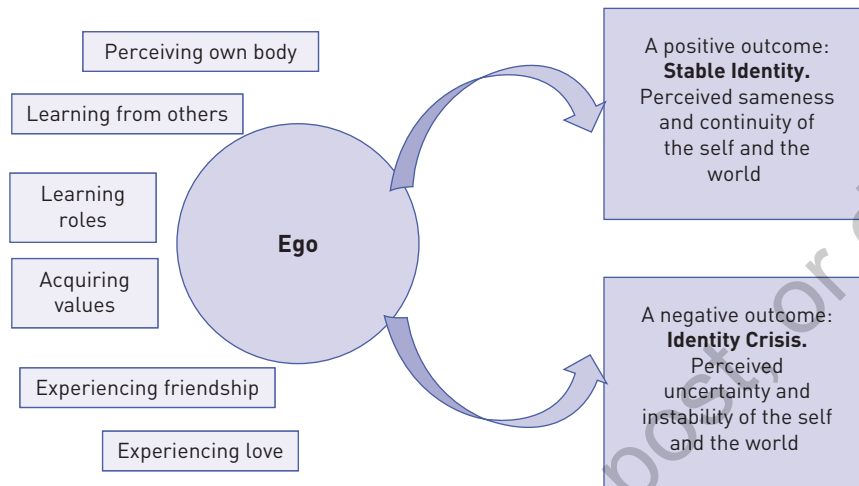 Perceiving own body
Learning from others
Learning
roles
Acquiring
values
Experiencing friendship
Experiencing love
Ego
A positive outcome:
Stable Identity.
Perceived sameness
and continuity of
the self and the
world
A negative outcome:
Identity Crisis.
Perceived
uncertainty and
instability of the self
and the world
post, or